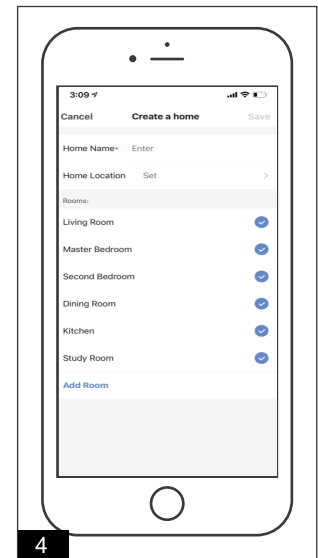 3:09
Cancel Create a home Save
Home Name* Enter
Home Location Set >
Rooms:
Living Room
Master Bedroom
Second Bedroom
Dining Room
Kitchen
Study Room
Add Room
4